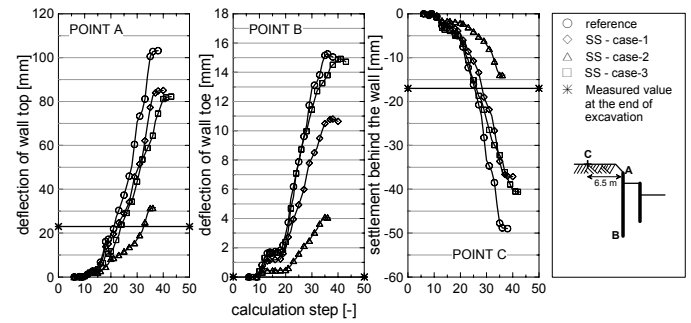 POINT A
deflection of wall top [mm]
120
100
80
60
40
20
0
0 10 20 30 40 50
POINT B
deflection of wall toe [mm]
18
16
14
12
10
8
6
4
2
0
0 10 20 30 40 50
calculation step [-]
POINT C
settlement behind the wall [mm]
0
-10
-20
-30
-40
-50
-60
0 10 20 30 40 50
reference
SS - case-1
SS - case-2
SS - case-3
Measured value
at the end of
excavation
C
A
6.5 m
B